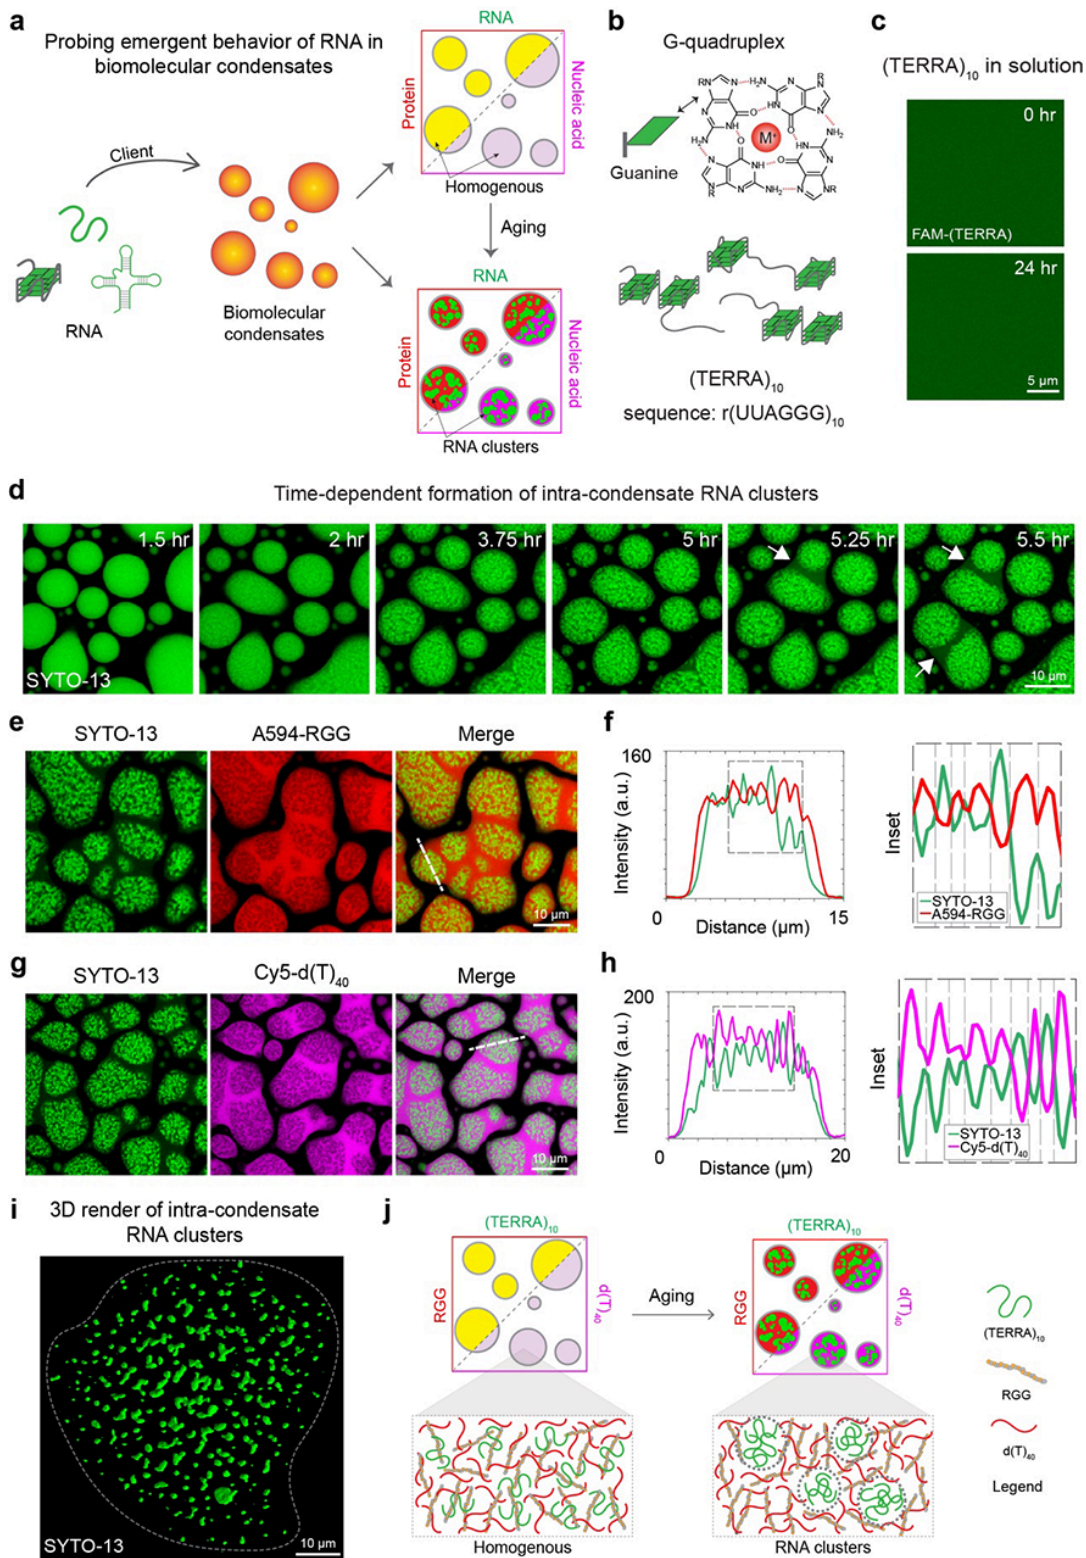 a
Probing emergent behavior of RNA in
biomolecular condensates
Client
RNA
Biomolecular
condensates
RNA
Protein
Nucleic acid
Homogenous
Aging
RNA
Protein
Nucleic acid
RNA clusters
b
G-quadruplex
Guanine
R
N
N
H
N
NH
O
H₂N
M⁺
NH₂
(TERRA)₁₀
sequence: r(UUAGGG)₁₀
c
(TERRA)₁₀ in solution
0 hr
FAM-(TERRA)
24 hr
5 µm
d
Time-dependent formation of intra-condensate RNA clusters
1.5 hr
2 hr
3.75 hr
5 hr
5.25 hr
5.5 hr
SYTO-13
10 µm
e
SYTO-13
A594-RGG
Merge
10 µm
f
160
Intensity (a.u.)
0
15
Distance (µm)
Inset
SYTO-13
A594-RGG
g
SYTO-13
Cy5-d(T)₄₀
Merge
10 µm
h
200
Intensity (a.u.)
0
20
Distance (µm)
Inset
SYTO-13
Cy5-d(T)₄₀
i
3D render of intra-condensate
RNA clusters
SYTO-13
10 µm
j
(TERRA)₁₀
RGG
d(T)₄₀
Homogenous
Aging
(TERRA)₁₀
RGG
d(T)₄₀
RNA clusters
(TERRA)₁₀
RGG
d(T)₄₀
Legend